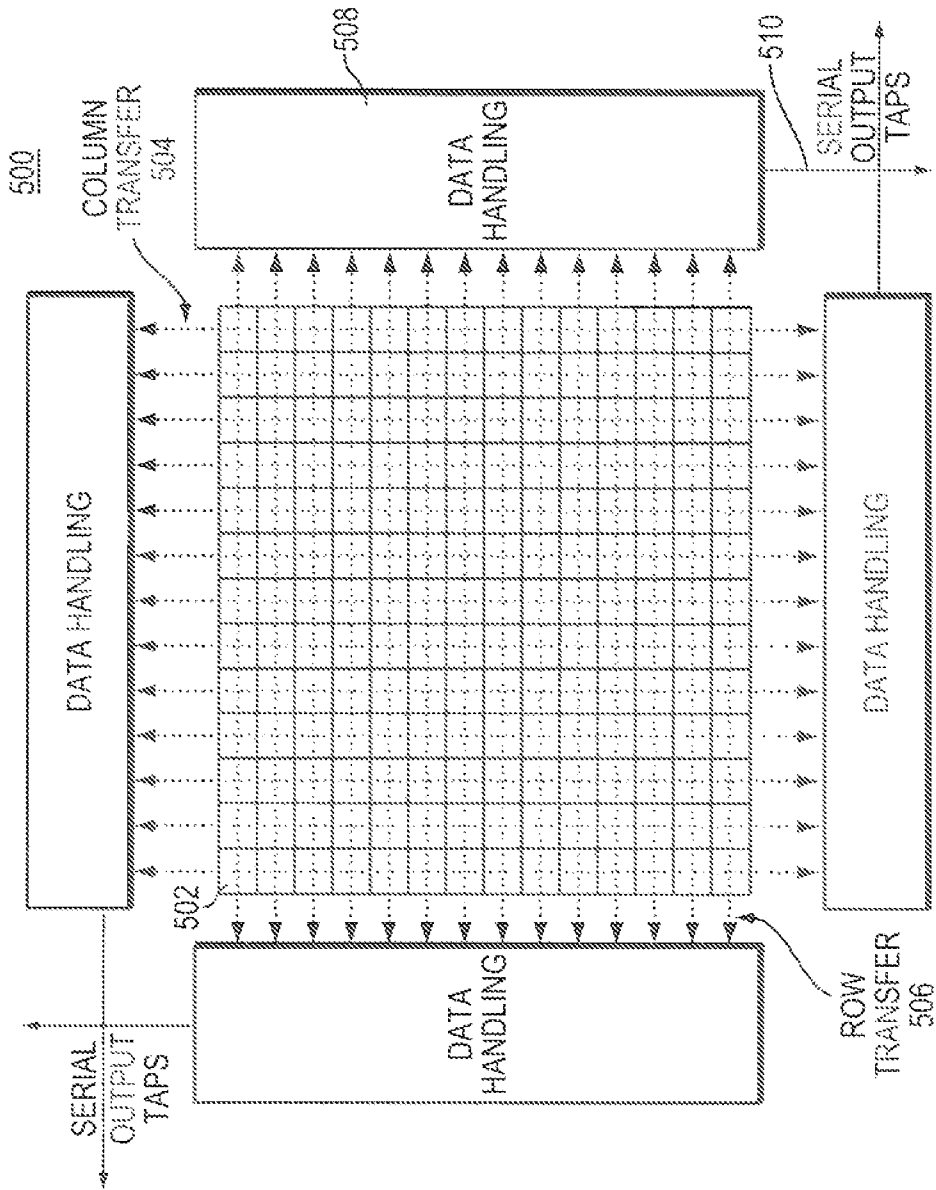 500
COLUMN
TRANSFER
504
508
DATA HANDLING
DATA
HANDLING
510
SERIAL
OUTPUT
TAPS
502
DATA HANDLING
DATA
HANDLING
SERIAL
OUTPUT
TAPS
ROW
TRANSFER
506